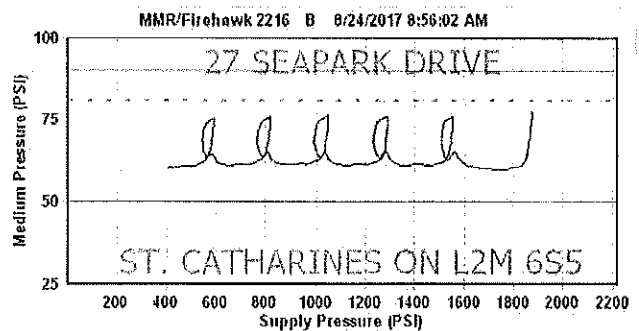 MMR/Firehawk 2216 B 8/24/2017 8:56:02 AM
100
27 SEAPARK DRIVE
Medium Pressure (PSI)
75
50
ST. CATHARINES ON L2M 6S5
25
200 400 600 800 1000 1200 1400 1600 1800 2000 2200
Supply Pressure (PSI)